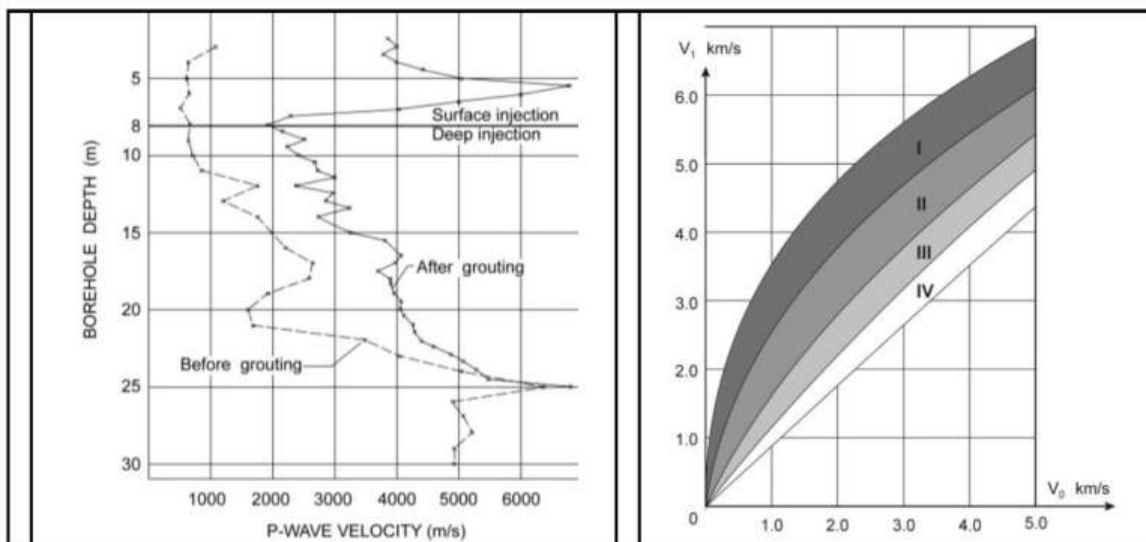 5
8
10
15
20
25
30
BOREHOLE DEPTH (m)
Surface injection
Deep injection
After grouting
Before grouting
1000 2000 3000 4000 5000 6000
P-WAVE VELOCITY (m/s)
V₁ km/s
6.0
5.0
4.0
3.0
2.0
1.0
0
I
II
III
IV
V₀ km/s
1.0 2.0 3.0 4.0 5.0